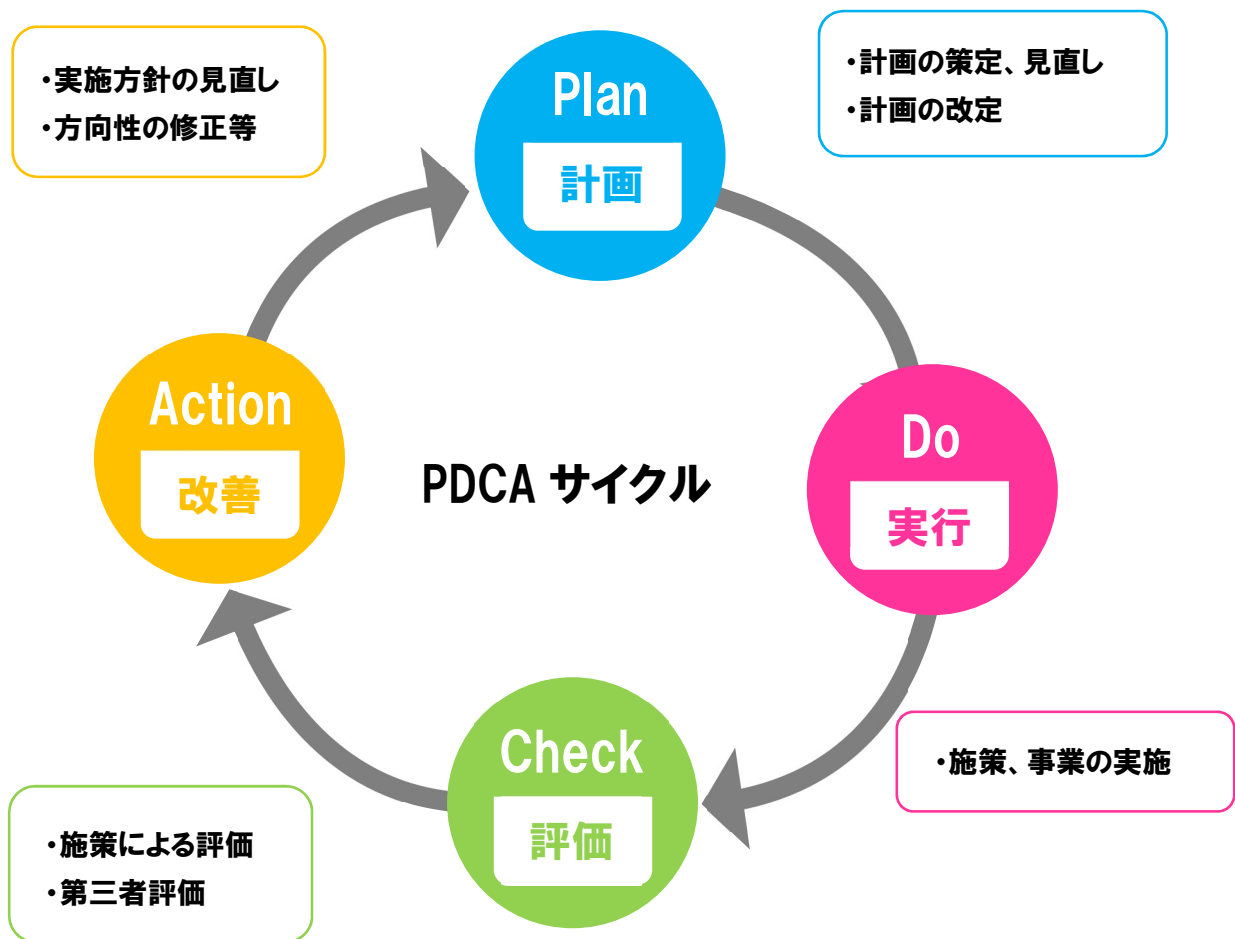 ・実施方針の見直し
・方向性の修正等
Plan
計画
・計画の策定、見直し
・計画の改定
Action
改善
PDCA サイクル
Do
実行
・施策、事業の実施
Check
評価
・施策による評価
・第三者評価